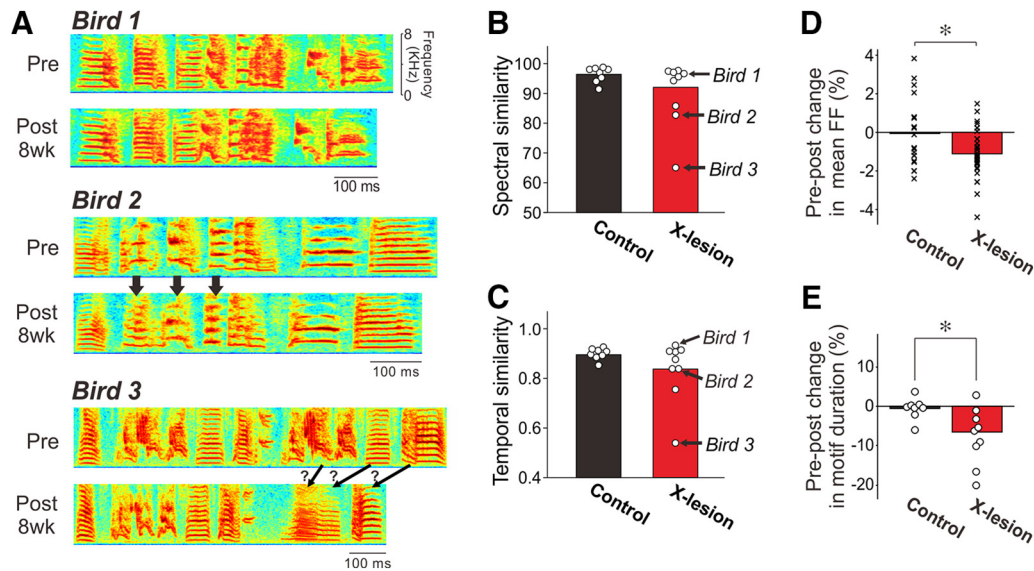 A
Bird 1
Pre
8
Frequency
(KHz)
0
Post
8wk
100 ms
Bird 2
Pre
Post
8wk
100 ms
Bird 3
Pre
? ? ?
Post
8wk
100 ms
B
Spectral similarity
100
90
80
70
60
50
Bird 1
Bird 2
Bird 3
Control
X-lesion
C
Temporal similarity
1.0
0.8
0.6
0.4
Bird 1
Bird 2
Bird 3
Control
X-lesion
D
Pre-post change
in mean FF (%)
*
4
2
0
-2
-4
Control
X-lesion
E
Pre-post change
in motif duration (%)
*
10
0
-10
-20
Control
X-lesion